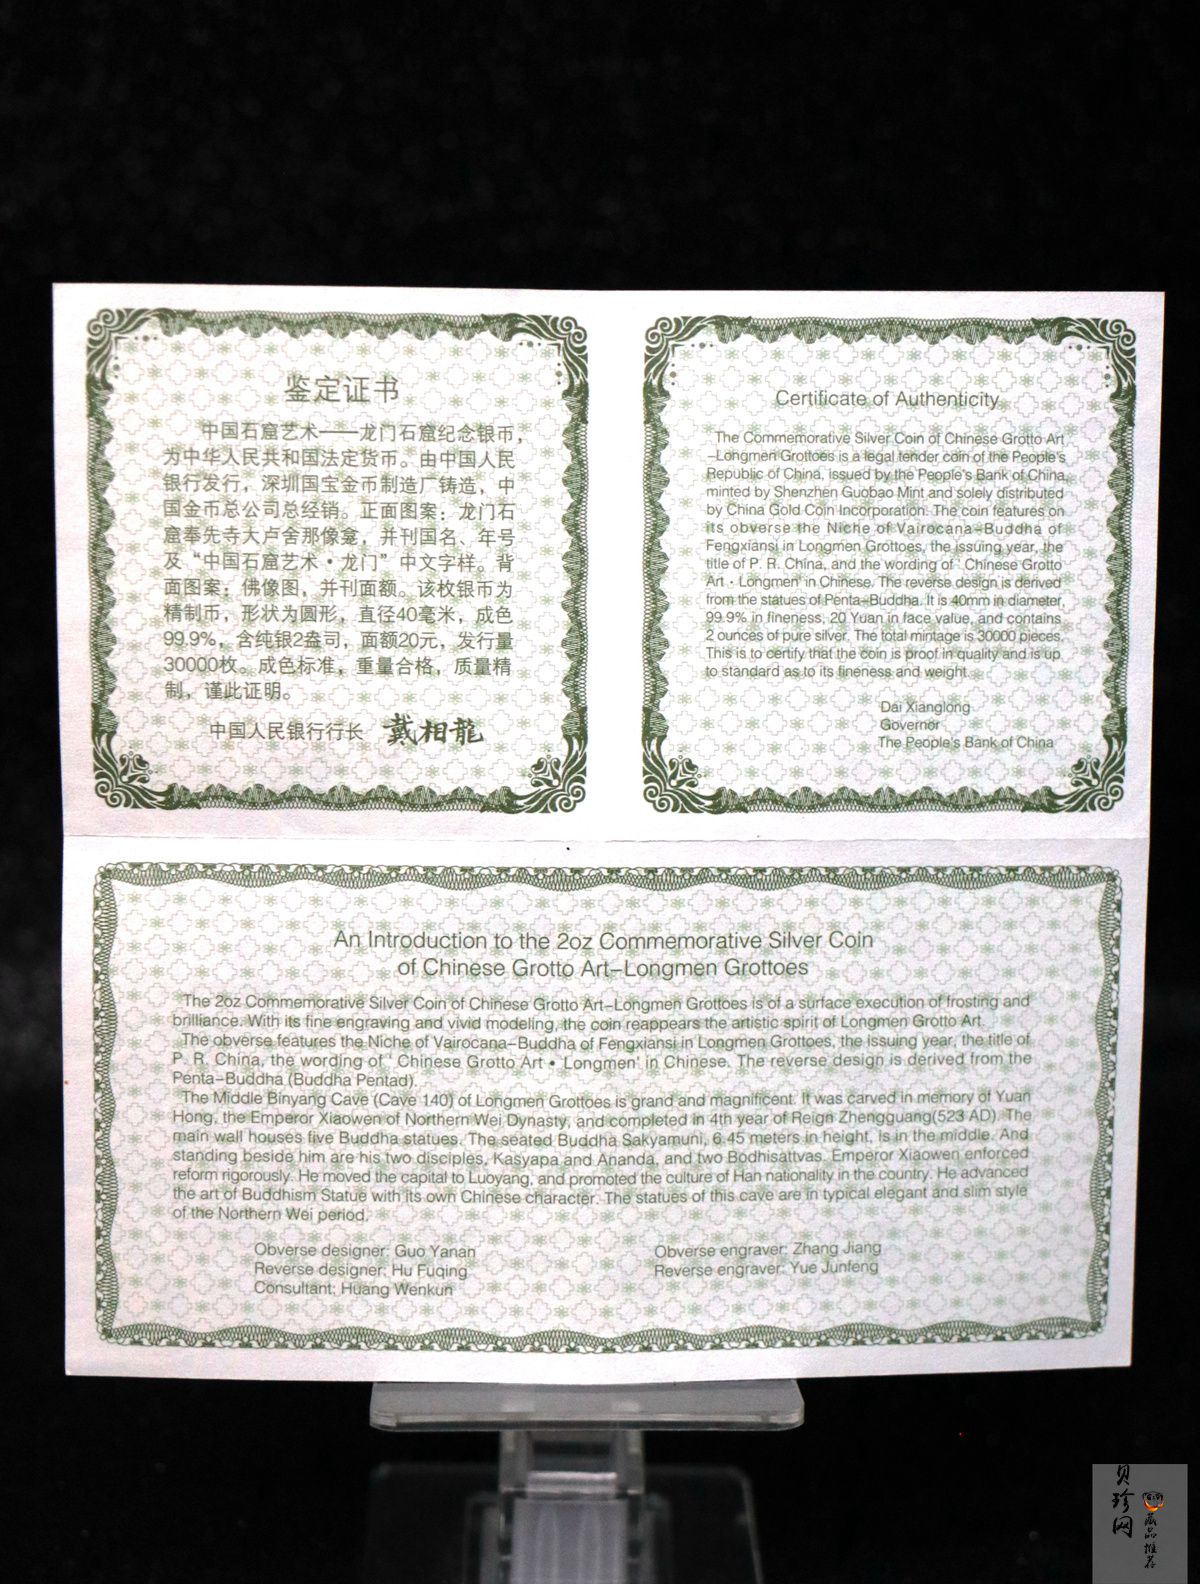 鉴定证书
中国石窟艺术——龙门石窟纪念银币，
为中华人民共和国法定货币。由中国人民
银行发行，深圳国宝金币制造厂铸造，中
国金币总公司总经销。正面图案：龙门石
窟奉先寺大卢舍那像龛，并刊国名、年号
及“中国石窟艺术·龙门”中文字样。背
面图案：佛像图，并刊面额。该枚银币为
精制币，形状为圆形，直径40毫米，成色
99.9%，含纯银2盎司，面额20元，发行量
30000枚。成色标准，重量合格，质量精
制，谨此证明。
中国人民银行行长 戴相龍
Certificate of Authenticity
The Commemorative Silver Coin of Chinese Grotto Art
-Longmen Grottoes is a legal tender coin of the People's
Republic of China, issued by the People's Bank of China,
minted by Shenzhen Guobao Mint and solely distributed
by China Gold Coin Incorporation. The coin features on
its obverse the Niche of Vairocana-Buddha of
Fengxiansi in Longmen Grottoes, the issuing year, the
title of P. R. China, and the wording of ' Chinese Grotto
Art · Longmen' in Chinese. The reverse design is derived
from the statues of Penta-Buddha. It is 40mm in diameter,
99.9% in fineness, 20 Yuan in face value, and contains
2 ounces of pure silver. The total mintage is 30000 pieces.
This is to certify that the coin is proof in quality and is up
to standard as to its fineness and weight.
Dai Xianglong
Governor
The People's Bank of China
An Introduction to the 2oz Commemorative Silver Coin
of Chinese Grotto Art-Longmen Grottoes
The 2oz Commemorative Silver Coin of Chinese Grotto Art-Longmen Grottoes is of a surface execution of frosting and
brilliance. With its fine engraving and vivid modeling, the coin reappears the artistic spirit of Longmen Grotto Art.
The obverse features the Niche of Vairocana-Buddha of Fengxiansi in Longmen Grottoes, the issuing year, the title of
P. R. China, the wording of ' Chinese Grotto Art • Longmen' in Chinese. The reverse design is derived from the
Penta-Buddha (Buddha Pentad).
The Middle Binyang Cave (Cave 140) of Longmen Grottoes is grand and magnificent. It was carved in memory of Yuan
Hong, the Emperor Xiaowen of Northern Wei Dynasty, and completed in 4th year of Reign Zhengguang(523 AD). The
main wall houses five Buddha statues. The seated Buddha Sakyamuni, 6.45 meters in height, is in the middle. And
standing beside him are his two disciples, Kasyapa and Ananda, and two Bodhisattvas. Emperor Xiaowen enforced
reform rigorously. He moved the capital to Luoyang, and promoted the culture of Han nationality in the country. He advanced
the art of Buddhism Statue with its own Chinese character. The statues of this cave are in typical elegant and slim style
of the Northern Wei period.
Obverse designer: Guo Yanan
Reverse designer: Hu Fuqing
Consultant: Huang Wenkun
Obverse engraver: Zhang Jiang
Reverse engraver: Yue Junfeng
贝珍网
藏品推荐